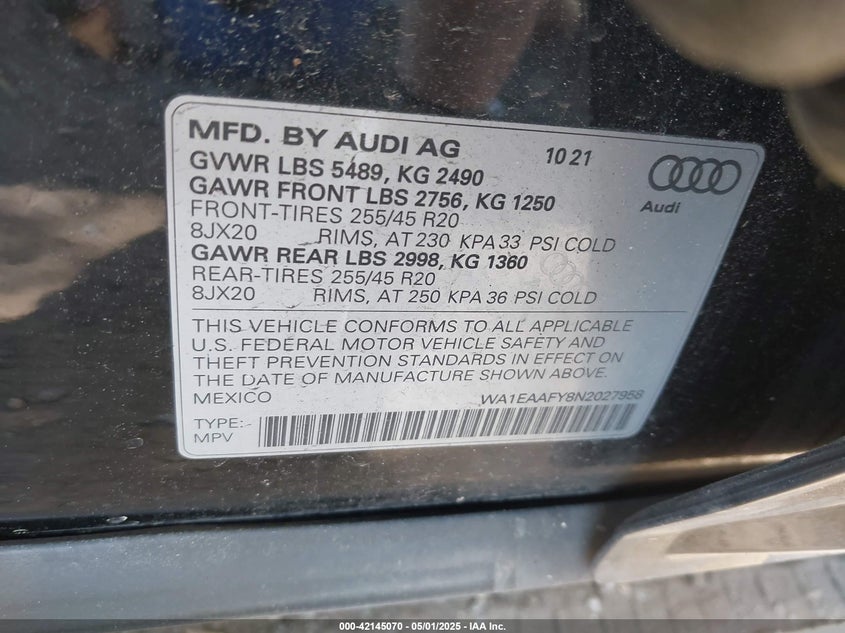 MFD. BY AUDI AG 10 21
GVWR LBS 5489, KG 2490
GAWR FRONT LBS 2756, KG 1250
FRONT-TIRES 255/45 R20
8JX20 RIMS, AT 230 KPA 33 PSI COLD
GAWR REAR LBS 2998, KG 1360
REAR-TIRES 255/45 R20
8JX20 RIMS, AT 250 KPA 36 PSI COLD
Audi
THIS VEHICLE CONFORMS TO ALL APPLICABLE
U.S. FEDERAL MOTOR VEHICLE SAFETY AND
THEFT PREVENTION STANDARDS IN EFFECT ON
THE DATE OF MANUFACTURE SHOWN ABOVE.
MEXICO WA1EAAFY8N2027958
TYPE:
MPV
000-42145070 - 05/01/2025 - IAA Inc.